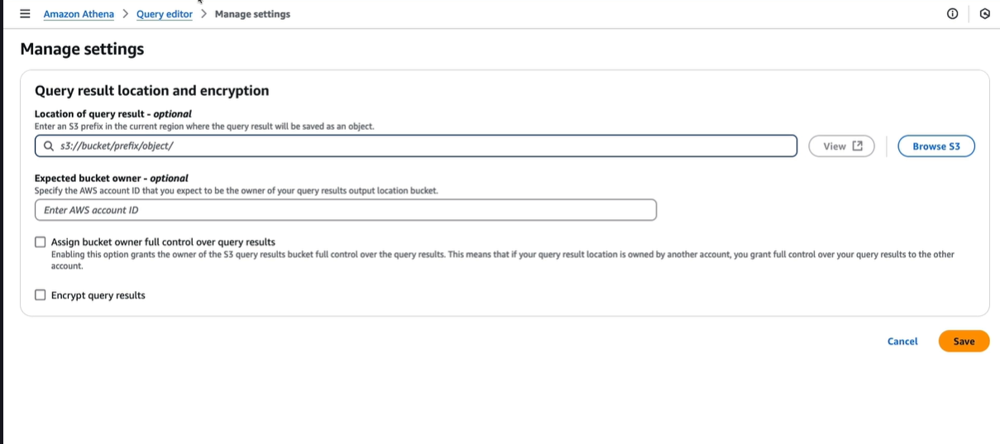 Amazon Athena > Query editor > Manage settings
Manage settings
Query result location and encryption
Location of query result - optional
Enter an S3 prefix in the current region where the query result will be saved as an object.
s3://bucket/prefix/object/
View
Browse S3
Expected bucket owner - optional
Specify the AWS account ID that you expect to be the owner of your query results output location bucket.
Enter AWS account ID
Assign bucket owner full control over query results
Enabling this option grants the owner of the S3 query results bucket full control over the query results. This means that if your query result location is owned by another account, you grant full control over your query results to the other
account.
Encrypt query results
Cancel
Save